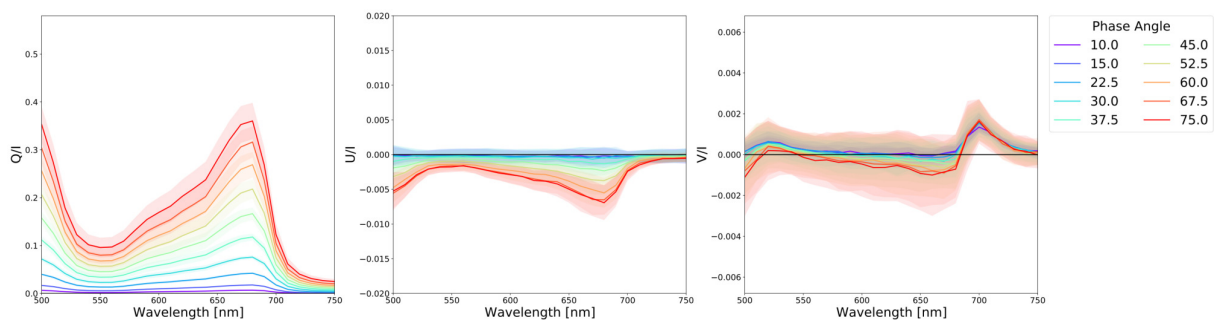 Q/I
0.5
0.4
0.3
0.2
0.1
0.0
500 550 600 650 700 750
Wavelength [nm]
U/I
0.020
0.015
0.010
0.005
0.000
−0.005
−0.010
−0.015
−0.020
500 550 600 650 700 750
Wavelength [nm]
V/I
0.006
0.004
0.002
0.000
−0.002
−0.004
−0.006
500 550 600 650 700 750
Wavelength [nm]
Phase Angle
10.0 45.0
15.0 52.5
22.5 60.0
30.0 67.5
37.5 75.0